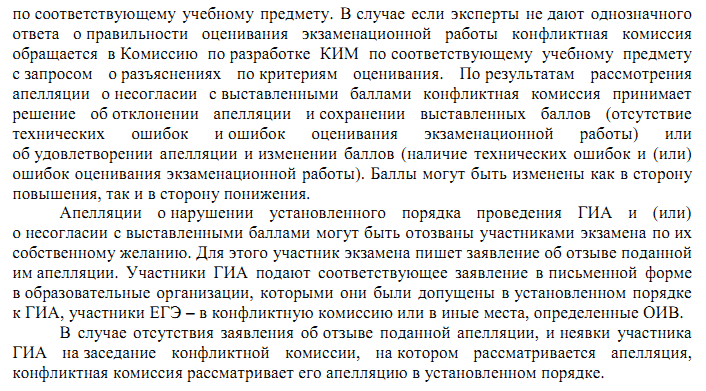 по соответствующему учебному предмету. В случае если эксперты не дают однозначного
ответа о правильности оценивания экзаменационной работы конфликтная комиссия
обращается в Комиссию по разработке КИМ по соответствующему учебному предмету
с запросом о разъяснениях по критериям оценивания. По результатам рассмотрения
апелляции о несогласии с выставленными баллами конфликтная комиссия принимает
решение об отклонении апелляции и сохранении выставленных баллов (отсутствие
технических ошибок и ошибок оценивания экзаменационной работы) или
об удовлетворении апелляции и изменении баллов (наличие технических ошибок и (или)
ошибок оценивания экзаменационной работы). Баллы могут быть изменены как в сторону
повышения, так и в сторону понижения.
Апелляции о нарушении установленного порядка проведения ГИА и (или)
о несогласии с выставленными баллами могут быть отозваны участниками экзамена по их
собственному желанию. Для этого участник экзамена пишет заявление об отзыве поданной
им апелляции. Участники ГИА подают соответствующее заявление в письменной форме
в образовательные организации, которыми они были допущены в установленном порядке
к ГИА, участники ЕГЭ – в конфликтную комиссию или в иные места, определенные ОИВ.
В случае отсутствия заявления об отзыве поданной апелляции, и неявки участника
ГИА на заседание конфликтной комиссии, на котором рассматривается апелляция,
конфликтная комиссия рассматривает его апелляцию в установленном порядке.